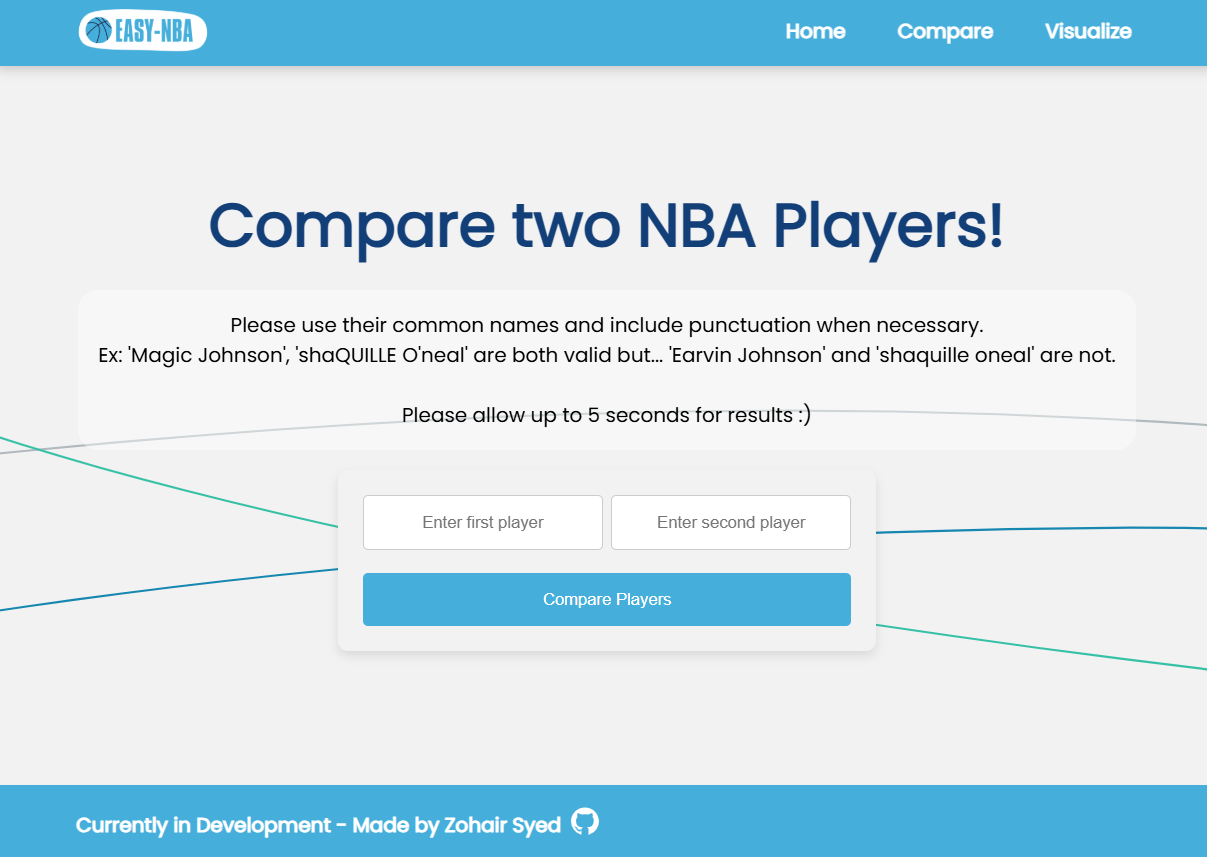 EASY-NBA
Home
Compare
Visualize
Compare two NBA Players!
Please use their common names and include punctuation when necessary.
Ex: 'Magic Johnson', 'shaQUILLE O'neal' are both valid but... 'Earvin Johnson' and 'shaquille oneal' are not.
Please allow up to 5 seconds for results :)
Enter first player
Enter second player
Compare Players
Currently in Development - Made by Zohair Syed